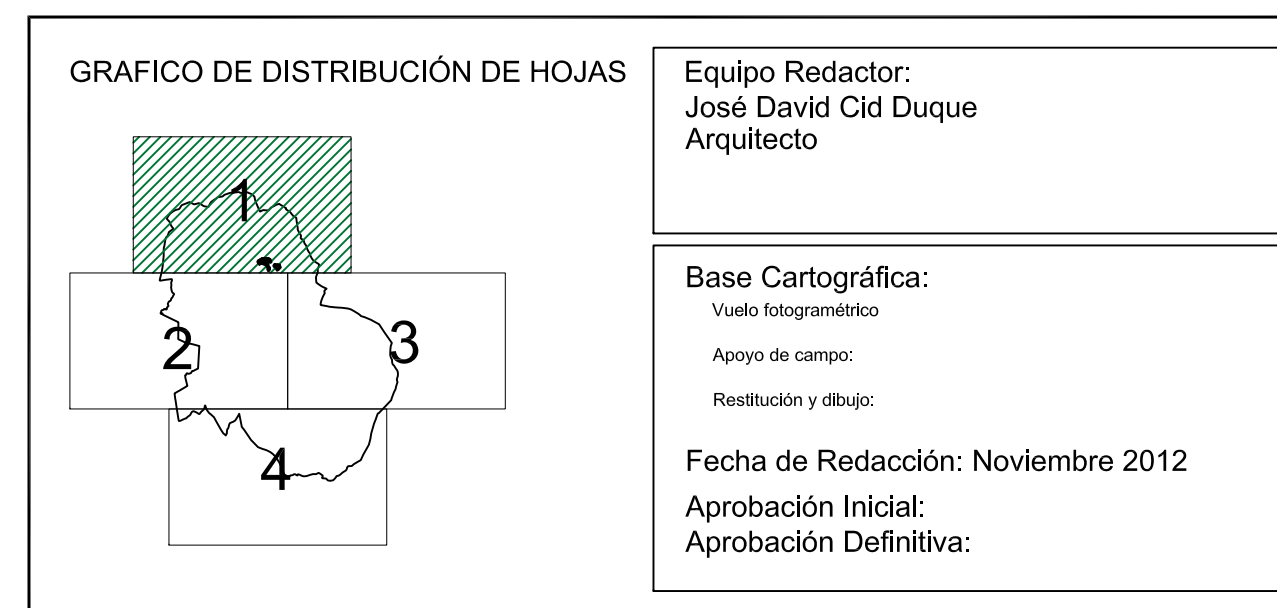 GRAFICO DE DISTRIBUCIÓN DE HOJAS
1
2
3
4
Equipo Redactor:
José David Cid Duque
Arquitecto
Base Cartográfica:
Vuelo fotogramétrico
Apoyo de campo:
Restitución y dibujo:
Fecha de Redacción: Noviembre 2012
Aprobación Inicial:
Aprobación Definitiva: